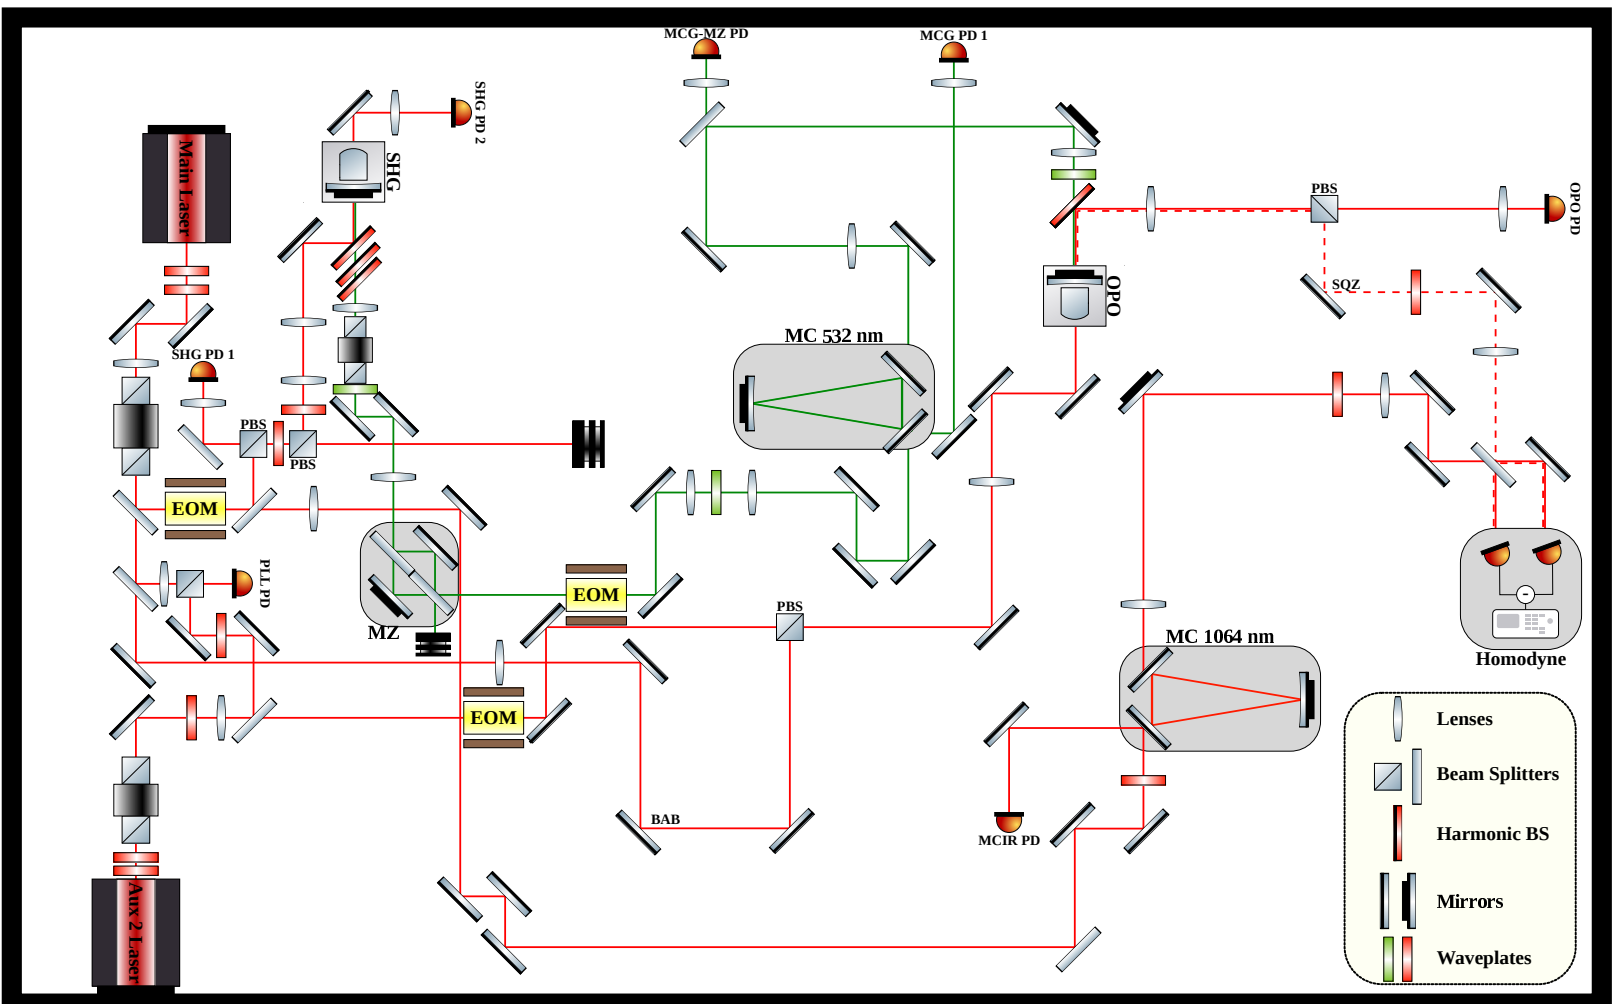 MCG-MZ PD
MCG PD 1
SHG PD 2
Main Laser
SHG
OPO PD
PBS
OPO
SQZ
MC 532 nm
SHG PD 1
PBS
PBS
EOM
PLL PD
EOM
MZ
PBS
MC 1064 nm
Homodyne
EOM
BAB
MCIR PD
Aux 2 Laser
Lenses
Beam Splitters
Harmonic BS
Mirrors
Waveplates